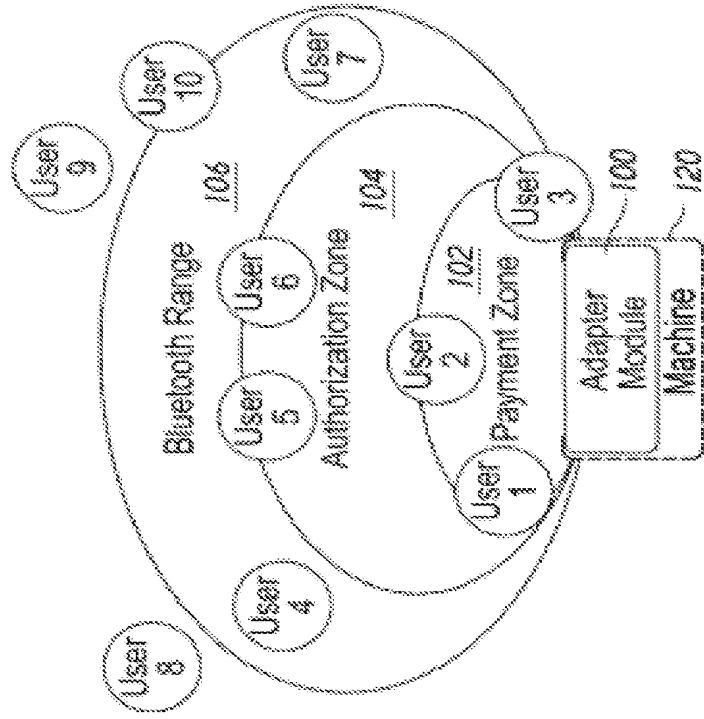 User
9
User
10
User
8
Bluetooth Range
106
User
7
User
4
User
5
User
6
Authorization Zone
104
User
2
102
User
1
Payment Zone
User
3
Adapter
Module
100
Machine
120